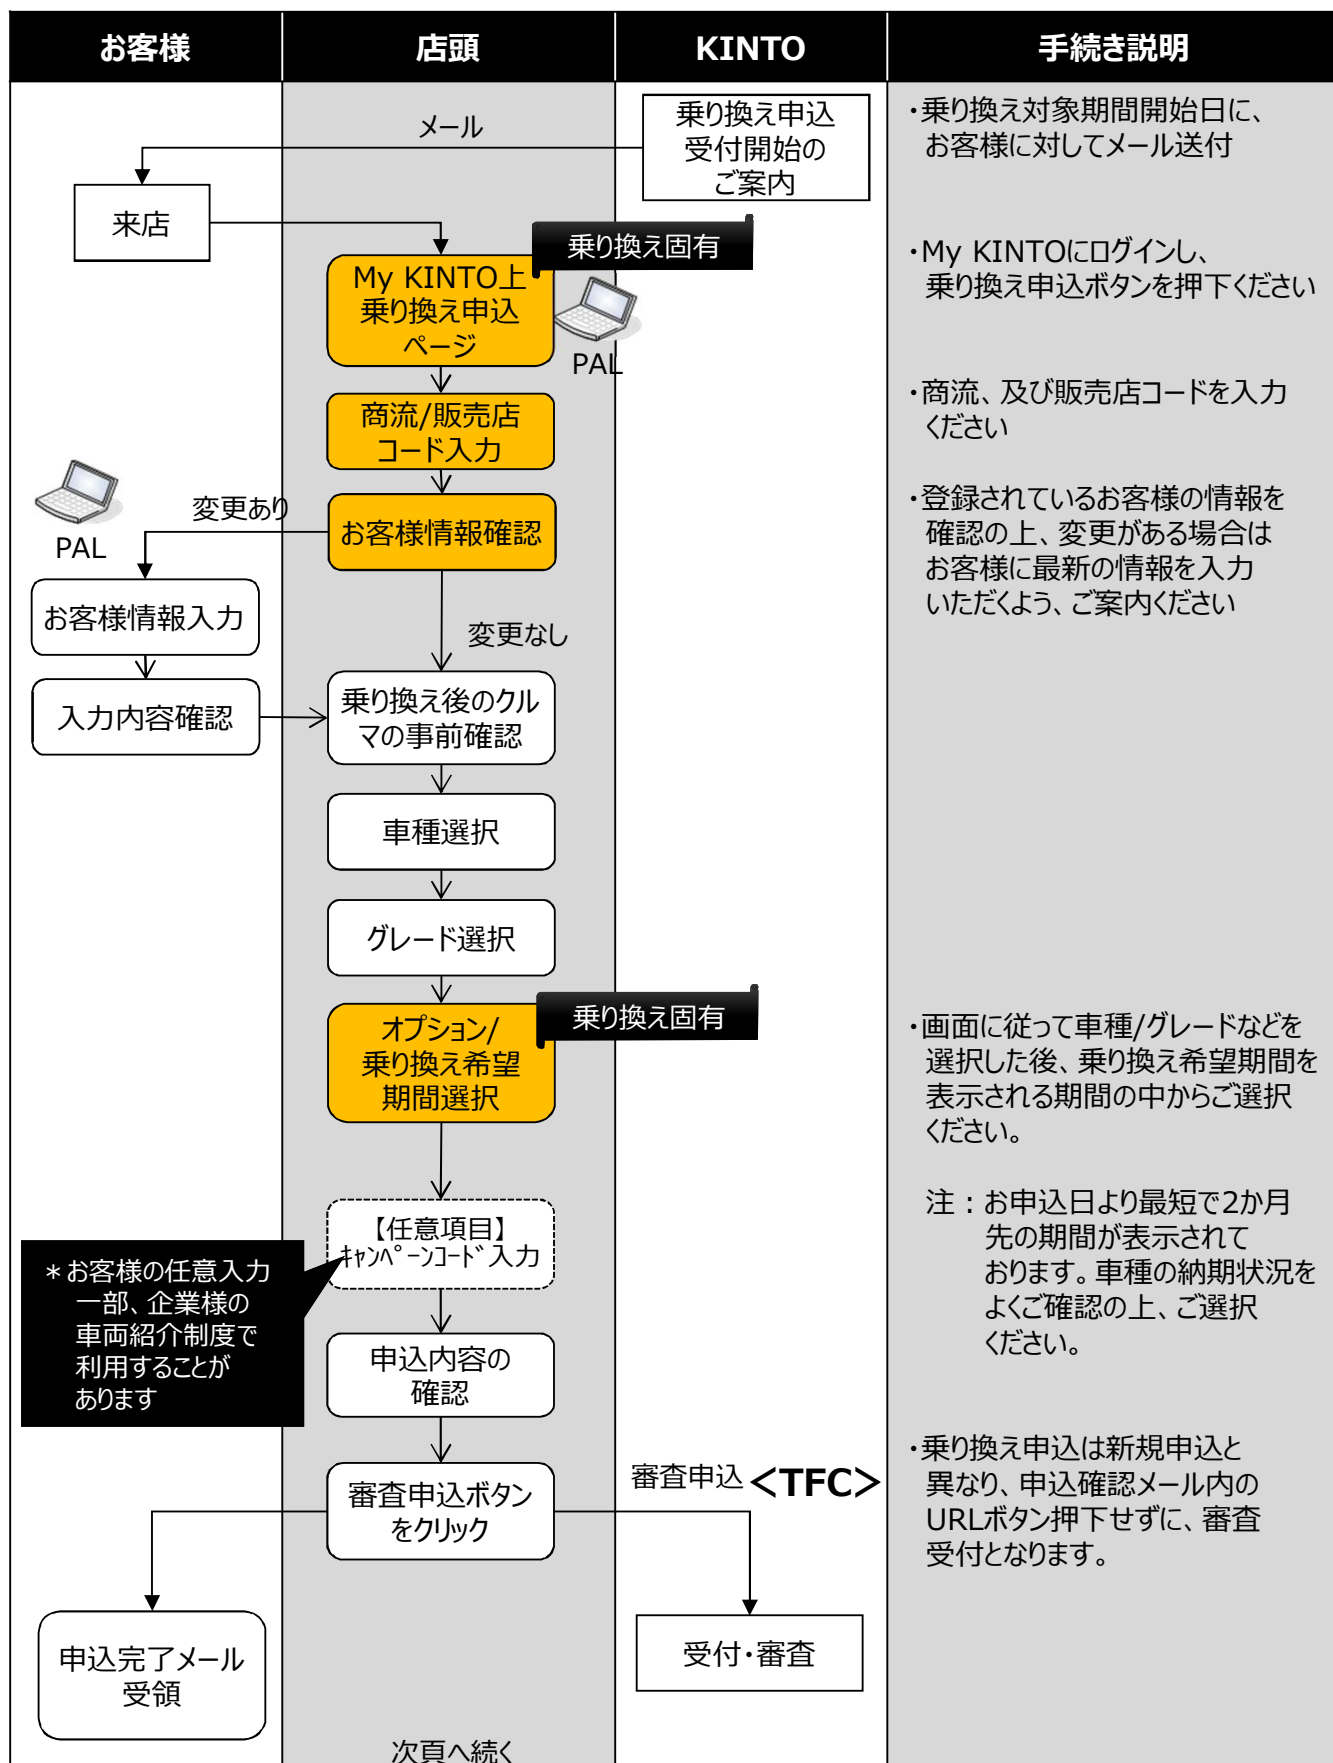 お客様
店頭
KINTO
手続き説明
乗り換え申込
受付開始の
ご案内
メール
・乗り換え対象期間開始日に、
お客様に対してメール送付
来店
乗り換え固有
My KINTO上
乗り換え申込
ページ
PAL
・My KINTOにログインし、
乗り換え申込ボタンを押下ください
商流/販売店
コード入力
・商流、及び販売店コードを入力
ください
PAL
変更あり
お客様情報確認
・登録されているお客様の情報を
確認の上、変更がある場合は
お客様に最新の情報を入力
いただくよう、ご案内ください
お客様情報入力
変更なし
入力内容確認
乗り換え後のクル
マの事前確認
車種選択
グレード選択
乗り換え固有
オプション/
乗り換え希望
期間選択
・画面に従って車種/グレードなどを
選択した後、乗り換え希望期間を
表示される期間の中からご選択
ください。
注：お申込日より最短で2か月
先の期間が表示されて
おります。車種の納期状況を
よくご確認の上、ご選択
ください。
【任意項目】
ｷｬﾝﾍﾟｰﾝｺｰﾄﾞ入力
＊お客様の任意入力
一部、企業様の
車両紹介制度で
利用することが
あります
申込内容の
確認
審査申込ボタン
をクリック
審査申込
＜TFC＞
・乗り換え申込は新規申込と
異なり、申込確認メール内の
URLボタン押下せずに、審査
受付となります。
申込完了メール
受領
受付・審査
次頁へ続く